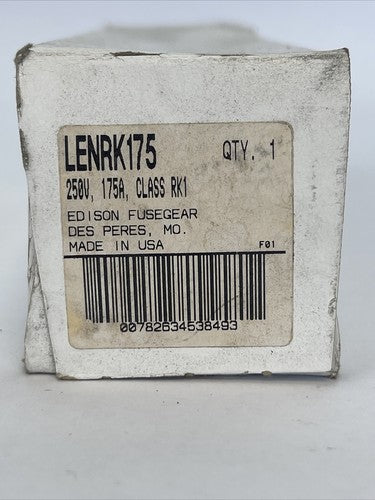 LENRK175 QTY. 1
250V, 175A, CLASS RK1
EDISON FUSEGEAR
DES PERES, MO.
MADE IN USA F01
00782634538493